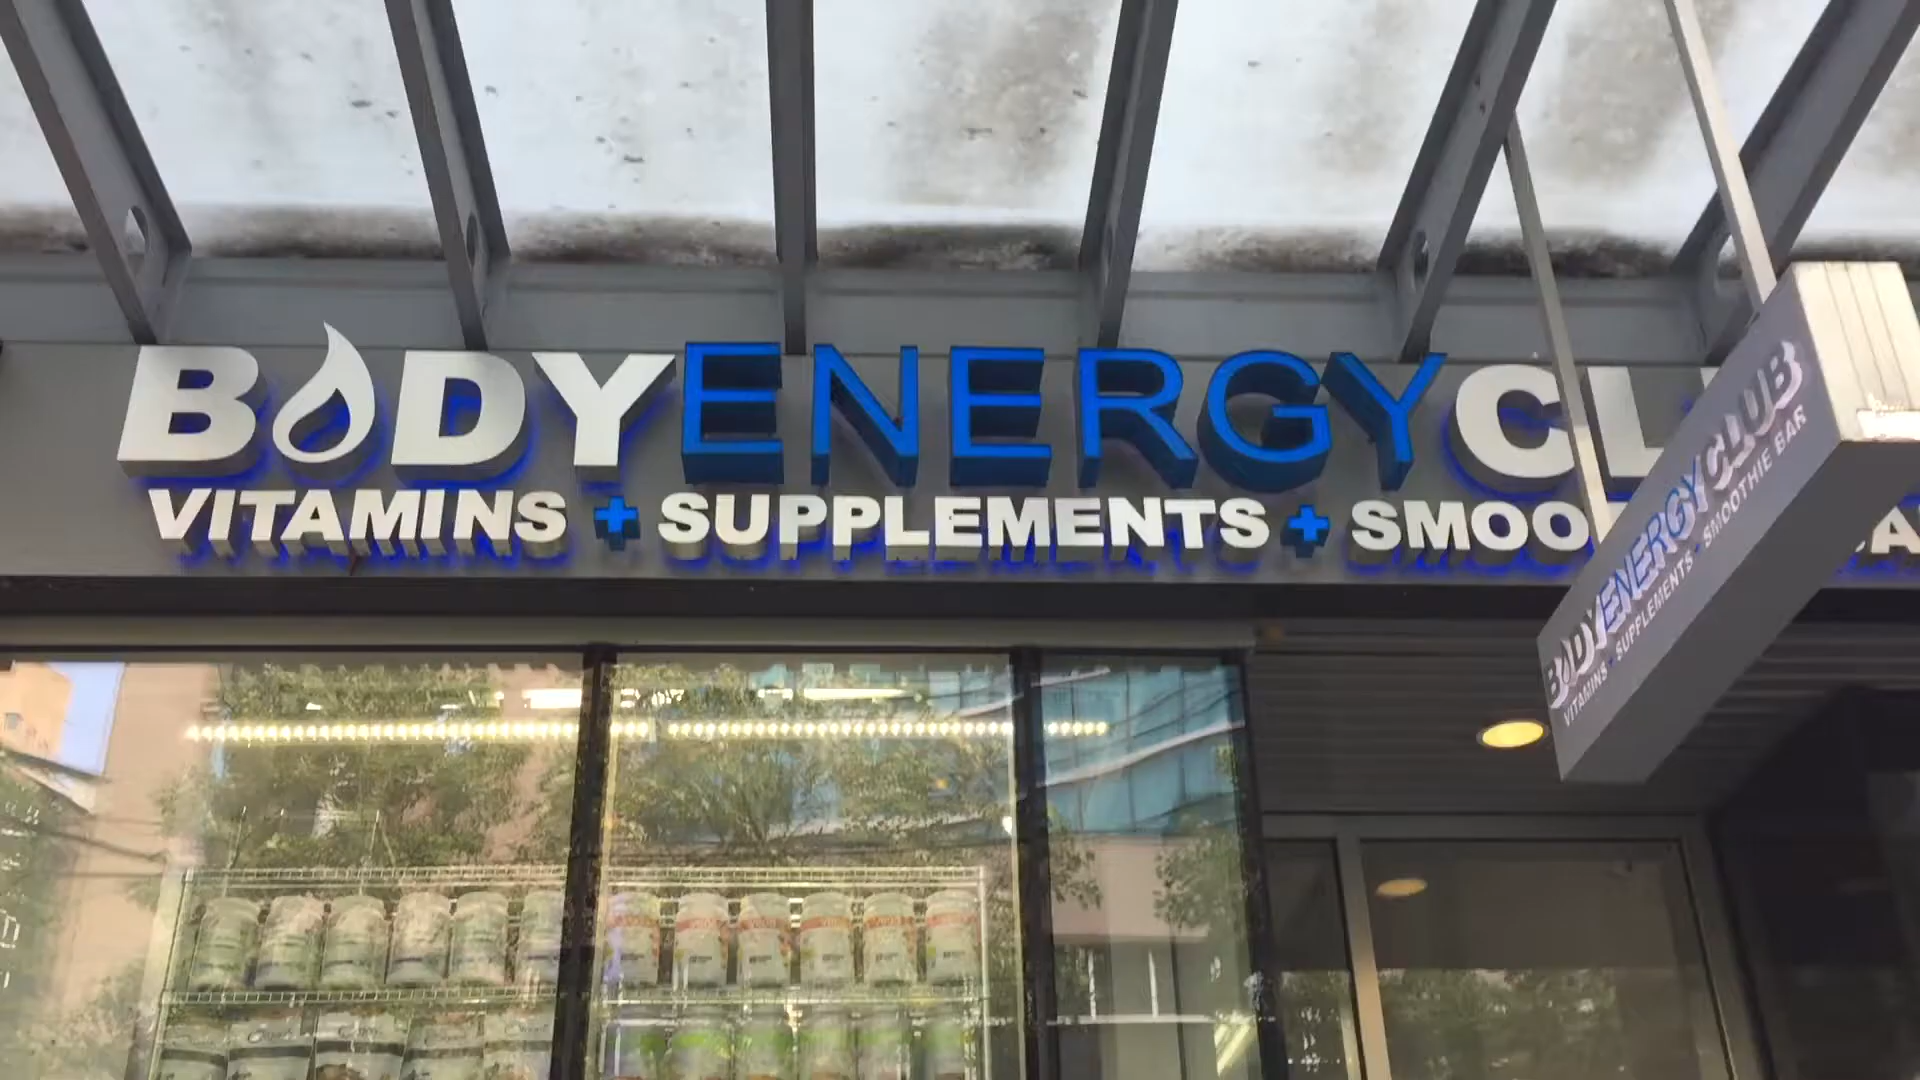 BODYENERGYCL
VITAMINS + SUPPLEMENTS + SMOO
BODYENERGYCLUB
VITAMINS · SUPPLEMENTS · SMOOTHIE BAR